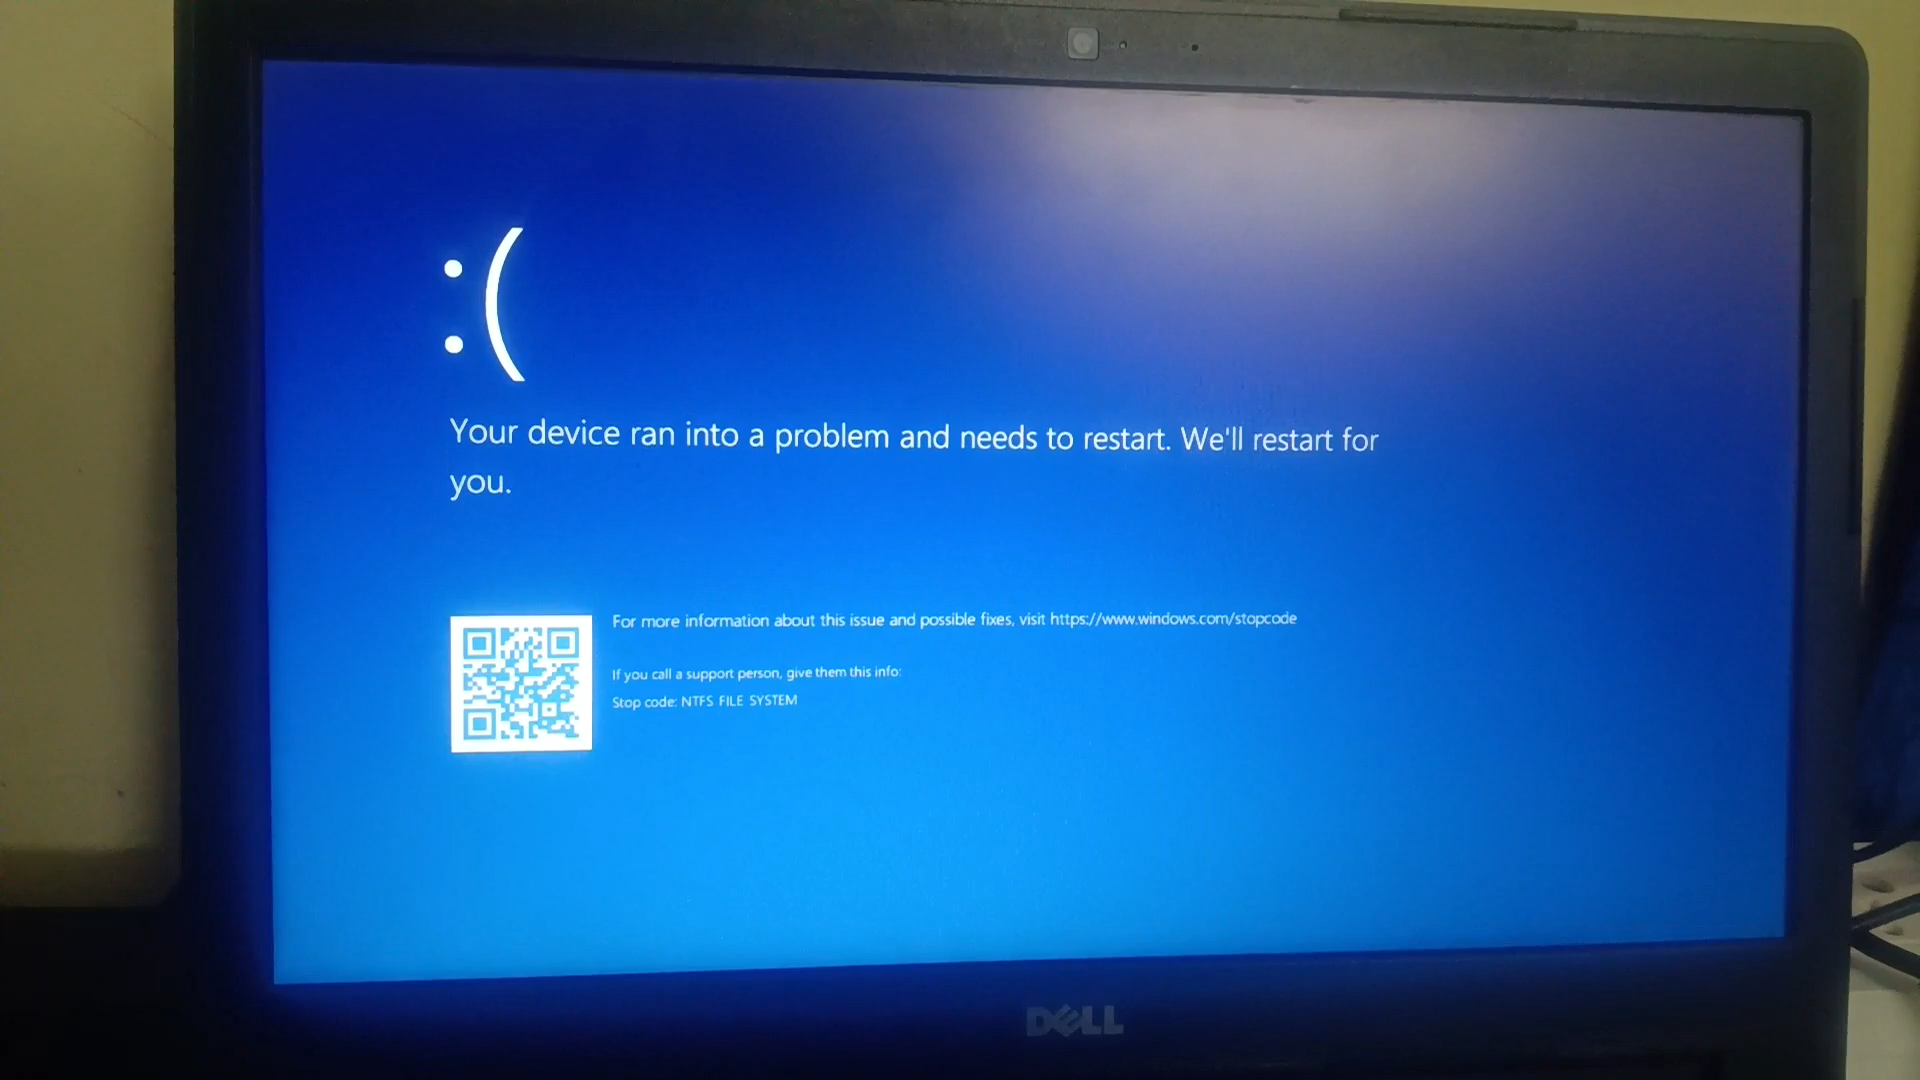 :(
Your device ran into a problem and needs to restart. We'll restart for
you.
For more information about this issue and possible fixes, visit https://www.windows.com/stopcode
If you call a support person, give them this info:
Stop code: NTFS FILE SYSTEM
DELL